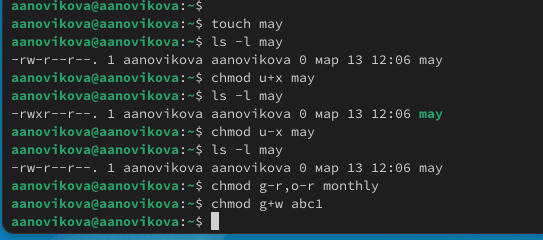 aanovikova@aanovikova:~$
aanovikova@aanovikova:~$ touch may
aanovikova@aanovikova:~$ ls -l may
-rw-r--r--. 1 aanovikova aanovikova 0 мар 13 12:06 may
aanovikova@aanovikova:~$ chmod u+x may
aanovikova@aanovikova:~$ ls -l may
-rwxr--r--. 1 aanovikova aanovikova 0 мар 13 12:06 may
aanovikova@aanovikova:~$ chmod u-x may
aanovikova@aanovikova:~$ ls -l may
-rw-r--r--. 1 aanovikova aanovikova 0 мар 13 12:06 may
aanovikova@aanovikova:~$ chmod g-r,o-r monthly
aanovikova@aanovikova:~$ chmod g+w abc1
aanovikova@aanovikova:~$